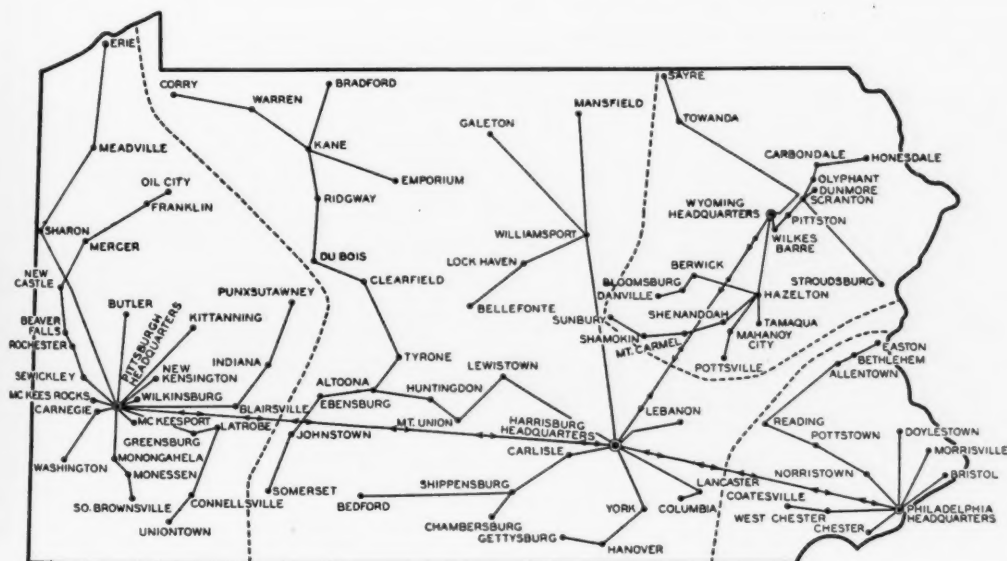 ERIE
CORRY
WARREN
BRADFORD
SAYRE
MANSFIELD
TOWANDA
GALETON
MEADVILLE
KANE
CARBONDALE
HONESDALE
OIL CITY
FRANKLIN
EMPORIUM
OLYPHANT
DUNMORE
SCRANTON
RIDGWAY
WYOMING
HEADQUARTERS
PITTSTON
WILKES
BARRE
SHARON
MERGER
WILLIAMSPORT
DU BOIS
LOCK HAVEN
BERWICK
NEW
CASTLE
CLEARFIELD
BLOOMSBURG
STROUDSBURG
PUNXSUTAWNEY
DANVILLE
HAZELTON
BUTLER
BELLEFONTE
SUNBURY
SHENANDOAH
BEAVER
FALLS
KITTANNING
SHAMOKIN
TAMAQUA
MAHANOY
CITY
ROCHESTER
PITTSBURGH
HEADQUARTERS
MT. CARMEL
POTTSVILLE
EASTON
BETHLEHEM
ALLENTOWN
TYRONE
LEWISTOWN
INDIANA
SEWICKLEY
NEW
KENSINGTON
ALTOONA
HUNTINGDON
MC KEES ROCKS
WILKINSBURG
EBENSBURG
CARNEGIE
BLAIRSVILLE
LEBANON
MC KEESPORT
MT. UNION
HARRISBURG
HEADQUARTERS
READING
LATROBE
GREENSBURG
JOHNSTOWN
DOYLESTOWN
POTTSTOWN
MORRISVILLE
CARLISLE
WASHINGTON
MONONGAHELA
NORRISTOWN
BRISTOL
MONESSEN
LANCASTER
SHIPPENSBURG
COATESVILLE
SO. BROWNSVILLE
CONNELLSVILLE
SOMERSET
BEDFORD
YORK
COLUMBIA
WEST CHESTER
PHILADELPHIA
HEADQUARTERS
CHAMBERSBURG
UNIONTOWN
GETTYSBURG
CHESTER
HANOVER